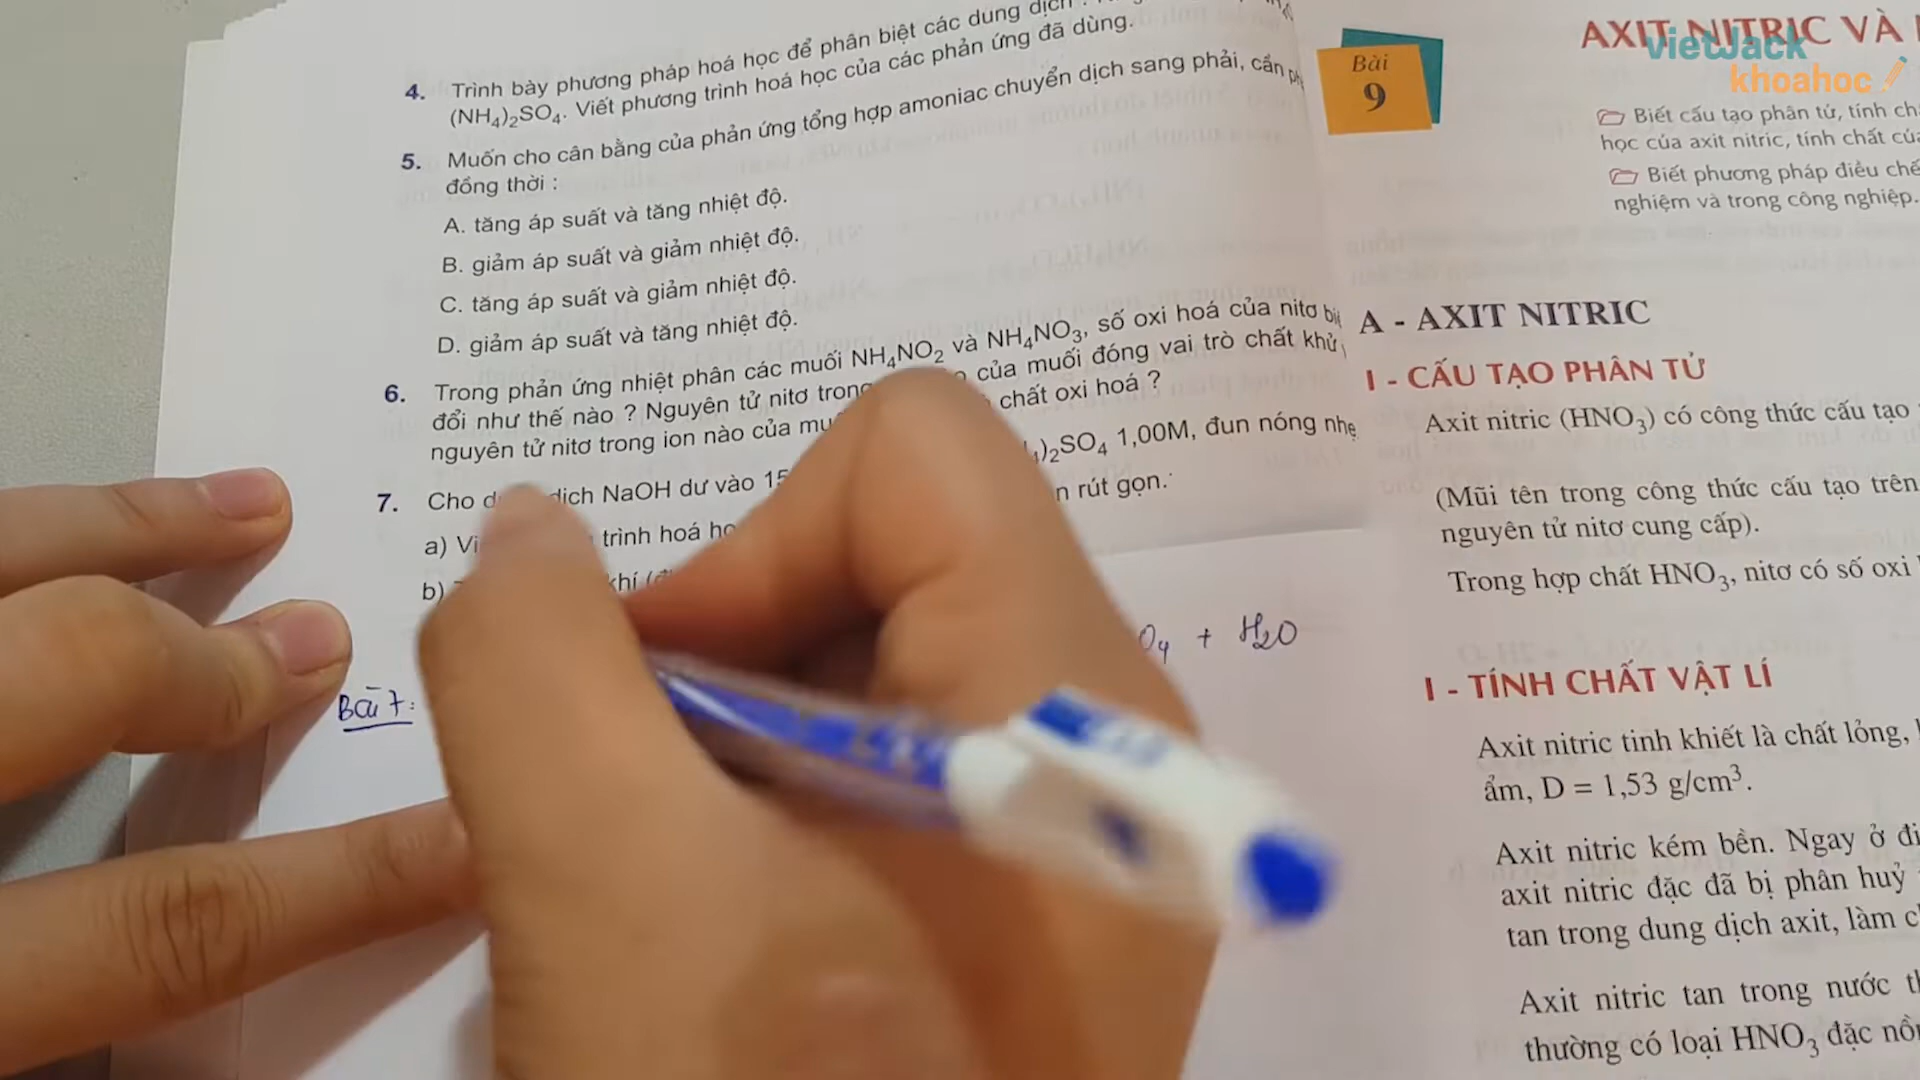 4. Trình bày phương pháp hoá học để phân biệt các dung dịch
(NH4)2SO4. Viết phương trình hoá học của các phản ứng đã dùng.
5. Muốn cho cân bằng của phản ứng tổng hợp amoniac chuyển dịch sang phải, cần
đồng thời :
A. tăng áp suất và tăng nhiệt độ.
B. giảm áp suất và giảm nhiệt độ.
C. tăng áp suất và giảm nhiệt độ.
D. giảm áp suất và tăng nhiệt độ.
6. Trong phản ứng nhiệt phân các muối NH4NO2 và NH4NO3, số oxi hoá của nitơ
đổi như thế nào ? Nguyên tử nitơ trong của muối đóng vai trò chất khử
nguyên tử nitơ trong ion nào của chất oxi hoá ?
7. Cho dịch NaOH dư vào )2SO4 1,00M, đun nóng nhẹ
a) trình hoá rút gọn.
b) khí
O4 + H2O
Bài 7:
vietJack
khoahoc
Bài
9
AXIT NITRIC VÀ
Biết cấu tạo phân tử, tính
học của axit nitric, tính chất
Biết phương pháp điều chế
nghiệm và trong công nghiệp.
A - AXIT NITRIC
I - CẤU TẠO PHÂN TỬ
Axit nitric (HNO3) có công thức cấu tạo
(Mũi tên trong công thức cấu tạo trên
nguyên tử nitơ cung cấp).
Trong hợp chất HNO3, nitơ có số oxi
I - TÍNH CHẤT VẬT LÍ
Axit nitric tinh khiết là chất lỏng,
ẩm, D = 1,53 g/cm3.
Axit nitric kém bền. Ngay ở
axit nitric đặc đã bị phân huỷ
tan trong dung dịch axit, làm
Axit nitric tan trong nước
thường có loại HNO3 đặc